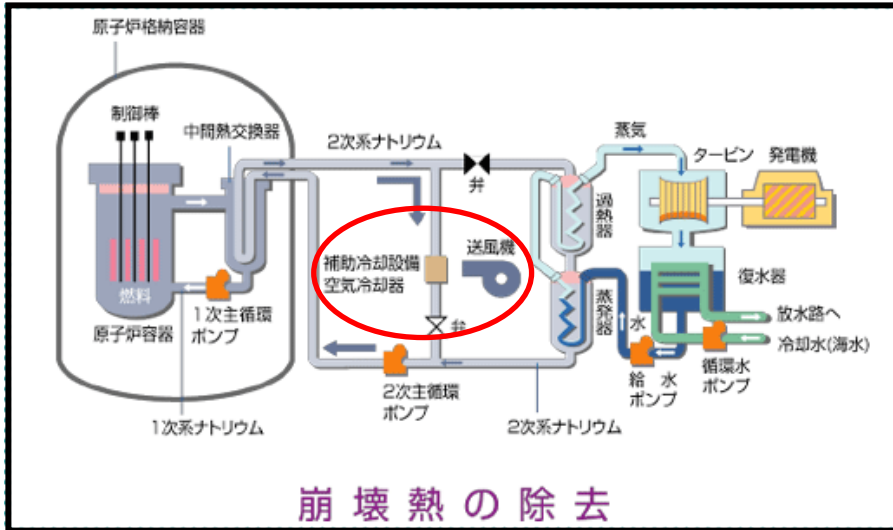 原子炉格納容器
制御棒
中間熱交換器
2次系ナトリウム
弁
蒸気
タービン
発電機
過熱器
補助冷却設備
空気冷却器
送風機
弁
蒸発器
復水器
燃料
原子炉容器
1次主循環
ポンプ
水
放水路へ
冷却水(海水)
2次主循環
ポンプ
給水
ポンプ
循環水
ポンプ
1次系ナトリウム
2次系ナトリウム
崩壊熱の除去